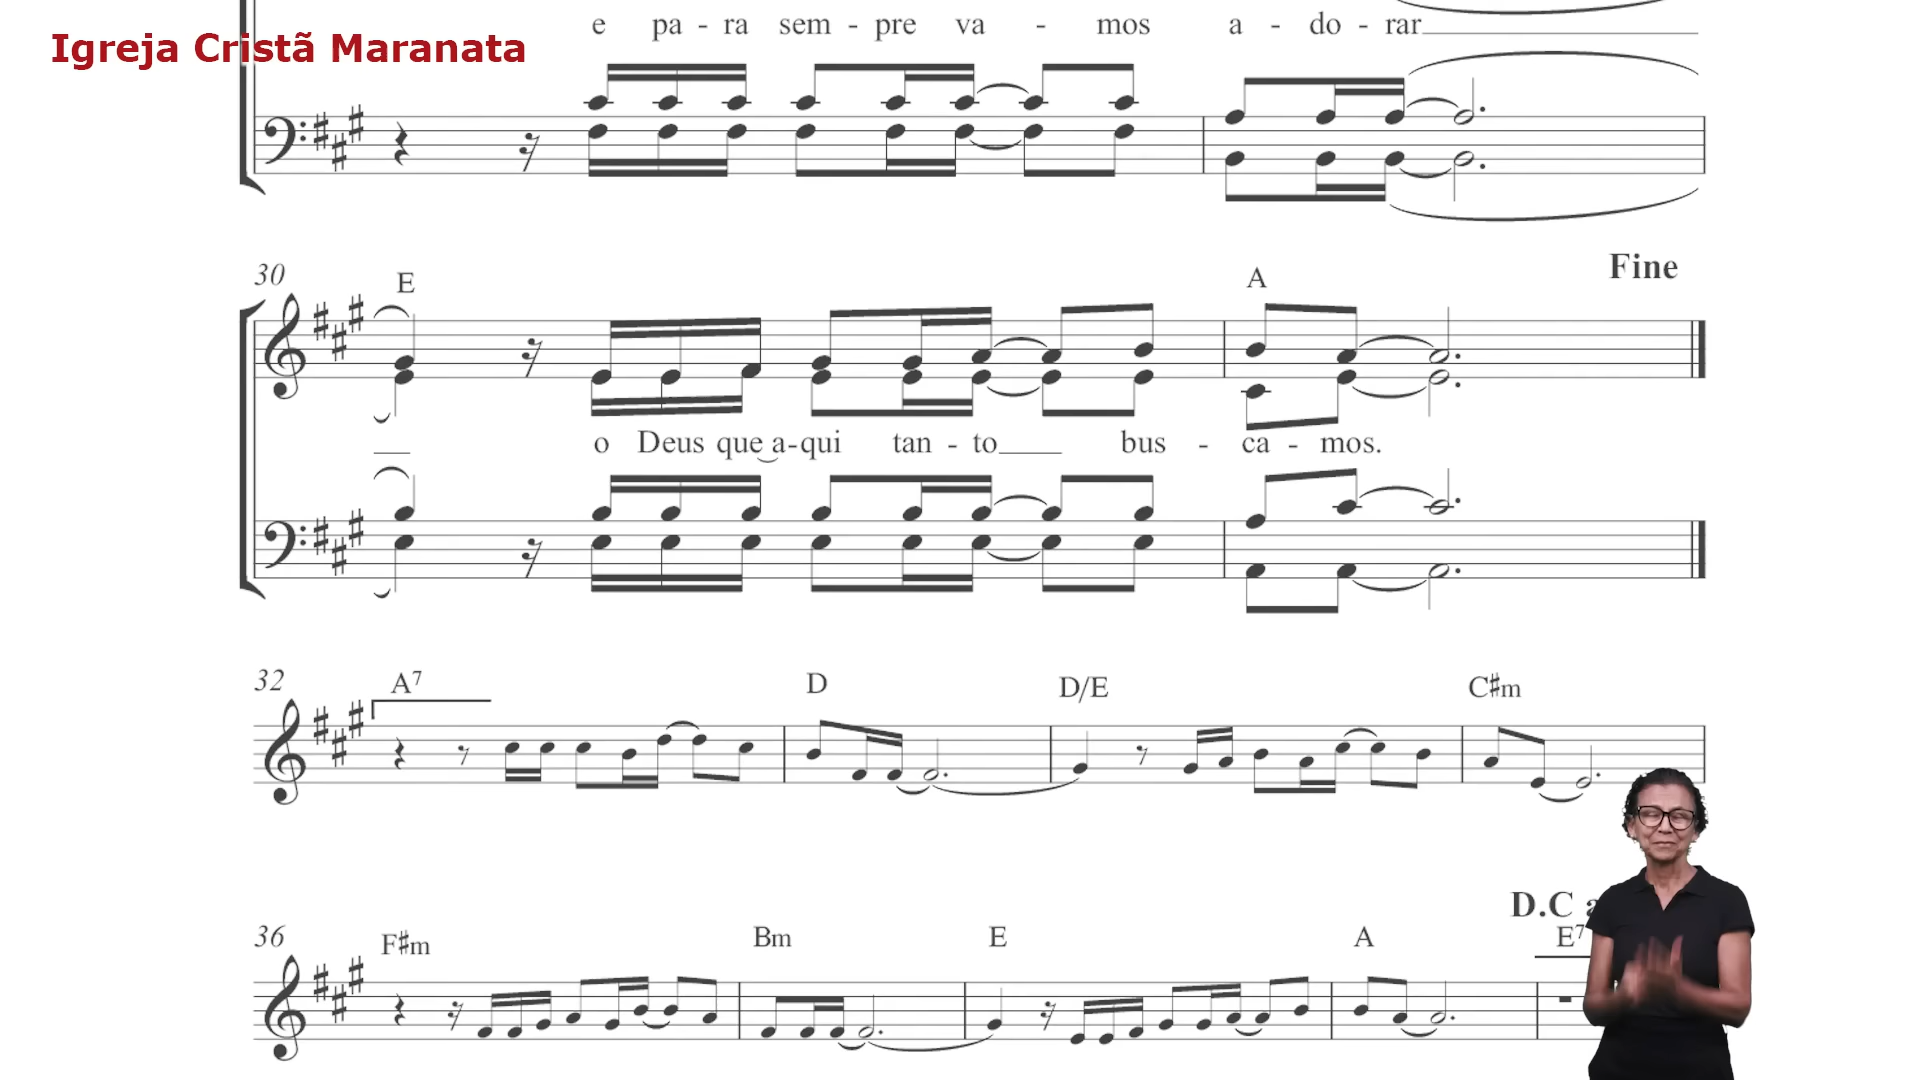 e pa - ra sem - pre va - mos a - do - rar
Igreja Cristã Maranata
30 E A Fine
o Deus que a-qui tan - to bus - ca - mos.
32 A7 D D/E C#m
D.C
36 F#m Bm E A E7